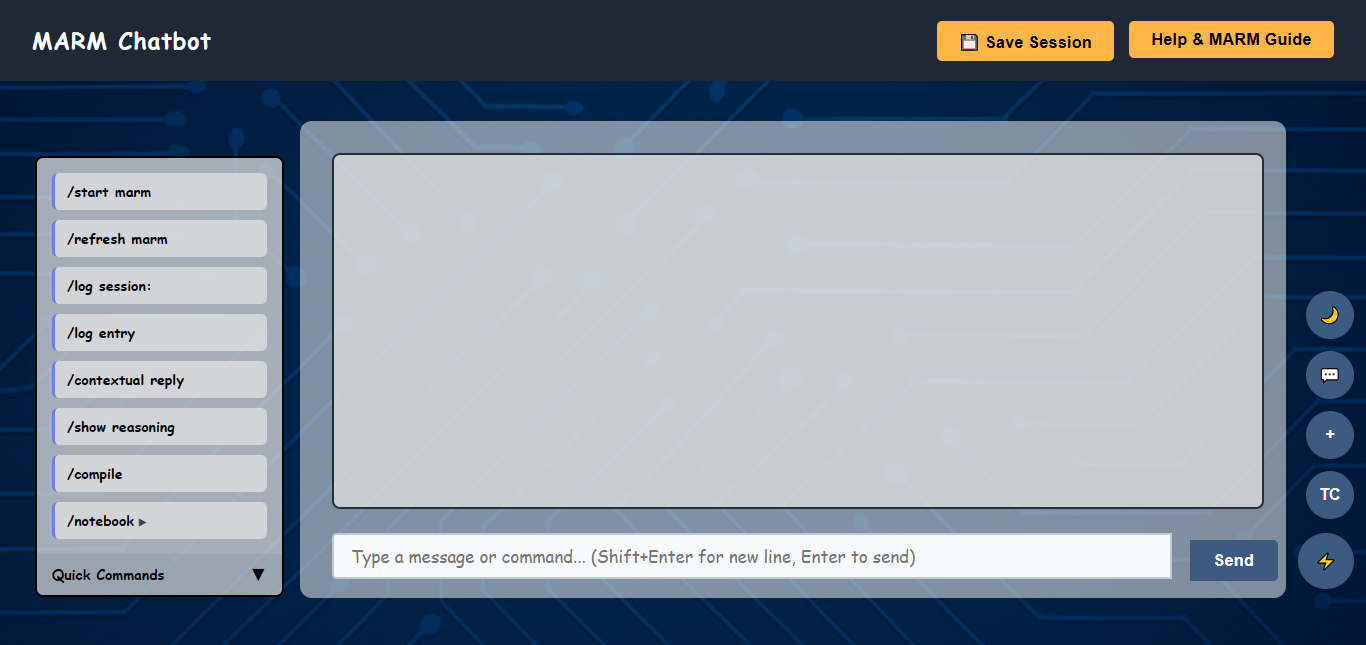 MARM Chatbot
💾 Save Session
Help & MARM Guide
/start marm
/refresh marm
/log session:
/log entry
/contextual reply
/show reasoning
/compile
/notebook ▶
Quick Commands ▼
Type a message or command... (Shift+Enter for new line, Enter to send)
Send
+
TC